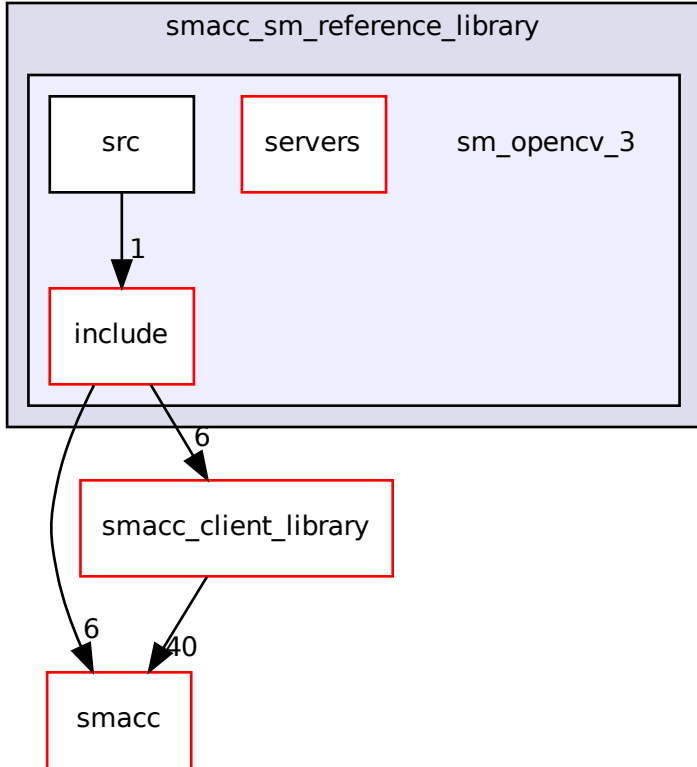 smacc_sm_reference_library
src
servers
sm_opencv_3
1
include
6
smacc_client_library
6
40
smacc